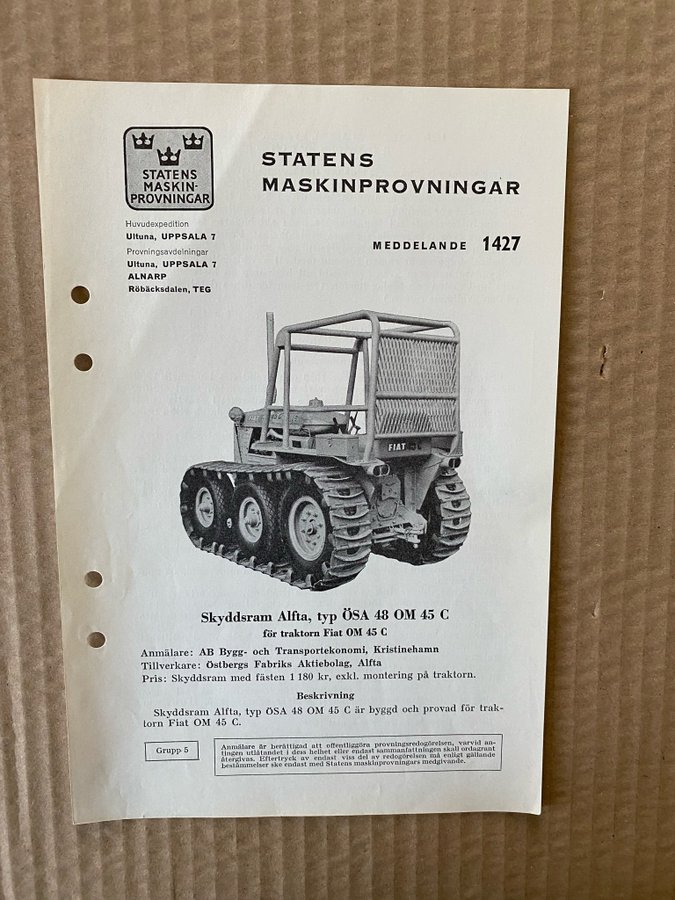 STATENS
MASKIN-
PROVNINGAR
STATENS
MASKINPROVNINGAR
Huvudexpedition
Ultuna, UPPSALA 7
Provningsavdelningar
Ultuna, UPPSALA 7
ALNARP
Röbäcksdalen, TEG
MEDDELANDE 1427
FIAT
Skyddsram Alfta, typ ÖSA 48 OM 45 C
för traktorn Fiat OM 45 C
Anmälare: AB Bygg- och Transportekonomi, Kristinehamn
Tillverkare: Östbergs Fabriks Aktiebolag, Alfta
Pris: Skyddsram med fästen 1 180 kr, exkl. montering på traktorn.
Beskrivning
Skyddsram Alfta, typ ÖSA 48 OM 45 C är byggd och provad för trak-
torn Fiat OM 45 C.
Grupp 5
Anmälare är berättigad att offentliggöra provningsredogörelsen, varvid an-
tingen utlåtandet i dess helhet eller endast sammanfattningen skall ordagrant
återgivas. Eftertryck av endast viss del av redogörelsen må enligt gällande
bestämmelser ske endast med Statens maskinprovningars medgivande.